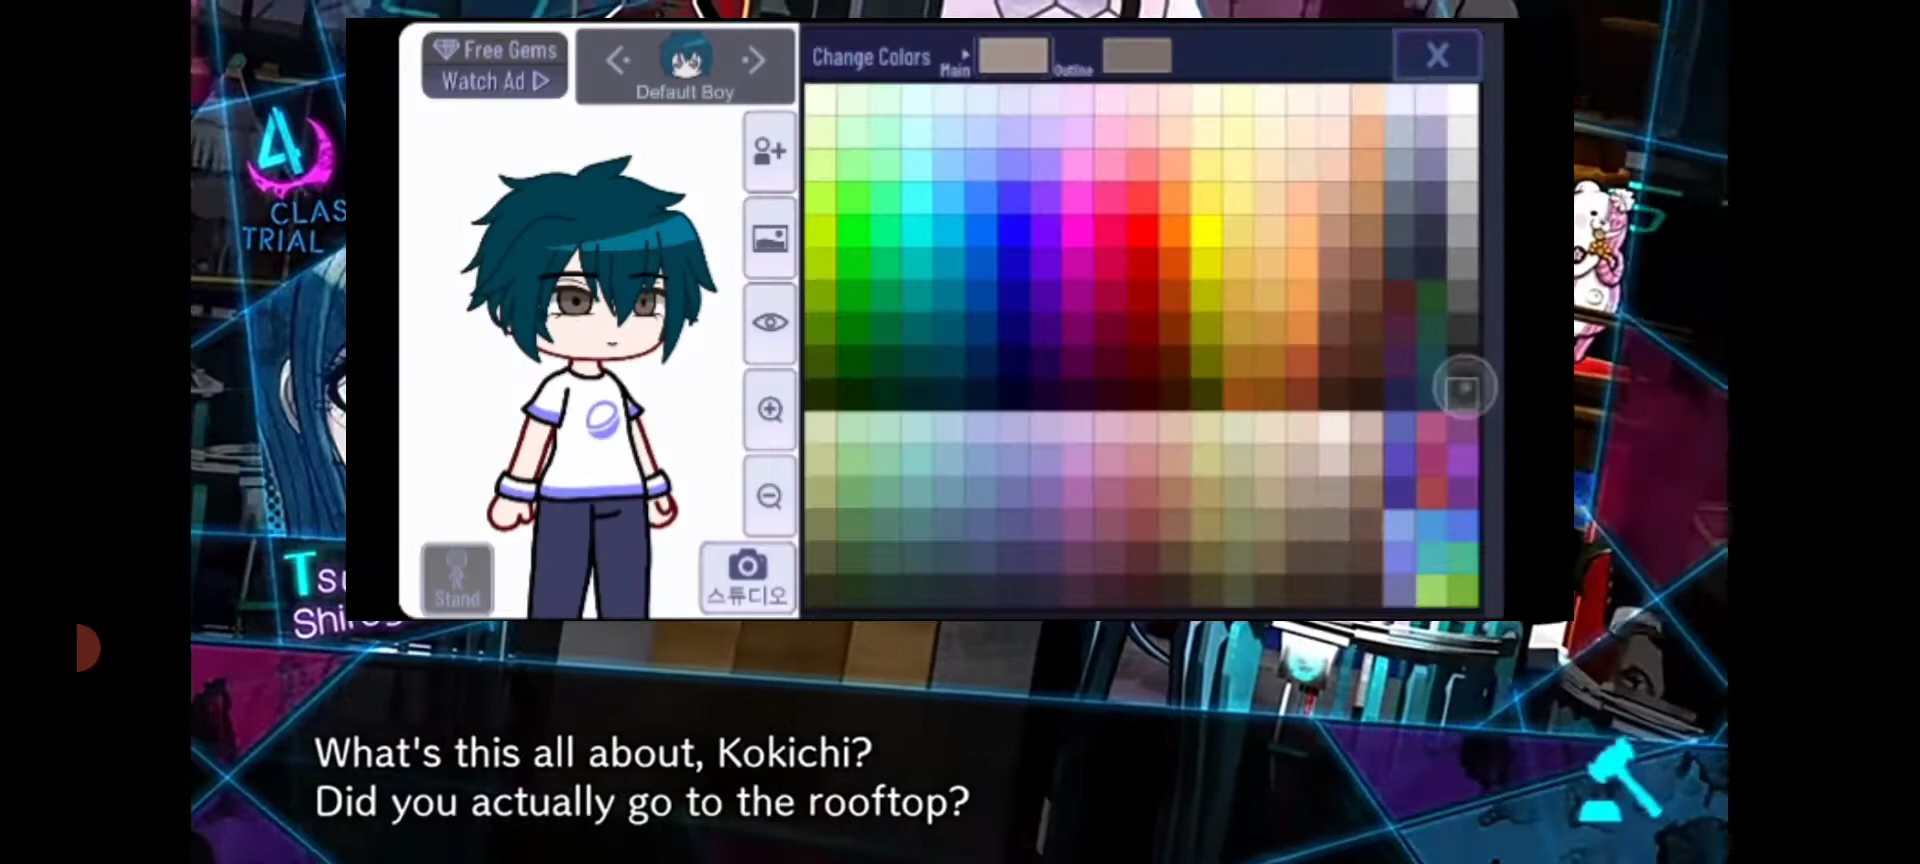 Free Gems
Watch Ad
Default Boy
Change Colors
Main
Outline
X
4
CLAS
TRIAL
Stand
스튜디오
What's this all about, Kokichi?
Did you actually go to the rooftop?